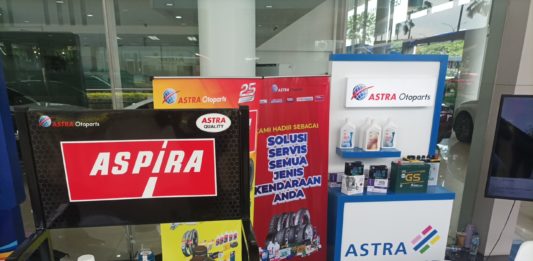 ASTRA Otoparts
ASTRA
QUALITY
ASPIRA
ASTRA Otoparts
25
KAMI HADIR SEBAGAI
SOLUSI
SERVIS
SEMUA
JENIS
KENDARAAN
ANDA
ASTRA Otoparts
GS
ASTRA